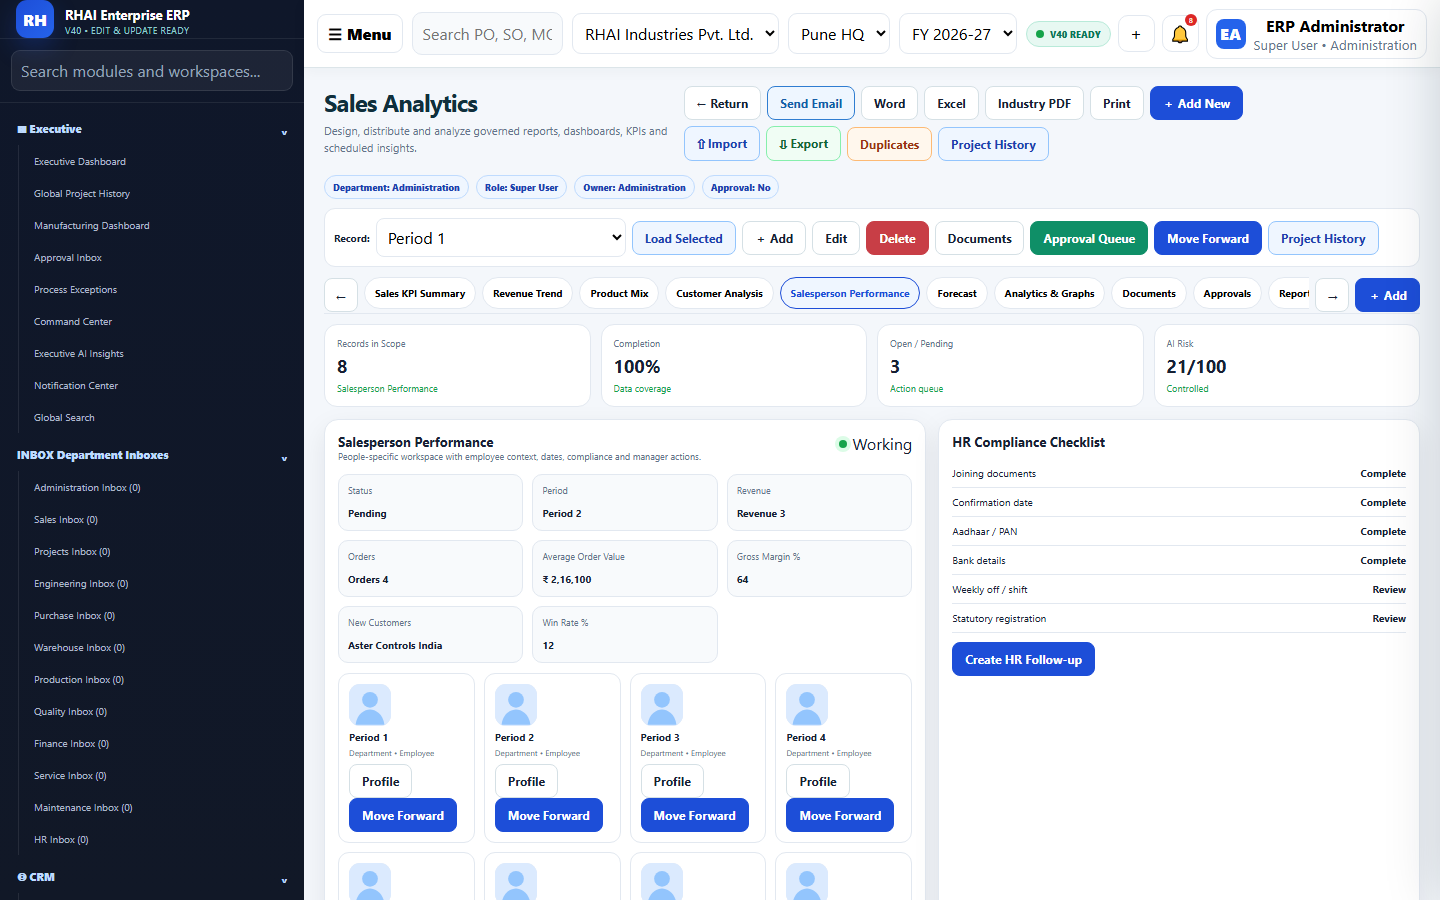 RH
RHAI Enterprise ERP
V40 • EDIT & UPDATE READY
Search modules and workspaces...
Executive
Executive Dashboard
Global Project History
Manufacturing Dashboard
Approval Inbox
Process Exceptions
Command Center
Executive AI Insights
Notification Center
Global Search
INBOX Department Inboxes
Administration Inbox (0)
Sales Inbox (0)
Projects Inbox (0)
Engineering Inbox (0)
Purchase Inbox (0)
Warehouse Inbox (0)
Production Inbox (0)
Quality Inbox (0)
Finance Inbox (0)
Service Inbox (0)
Maintenance Inbox (0)
HR Inbox (0)
CRM
☰ Menu
Search PO, SO, MO
RHAI Industries Pvt. Ltd.
Pune HQ
FY 2026-27
V40 READY
+
8
EA
ERP Administrator
Super User • Administration
Sales Analytics
Design, distribute and analyze governed reports, dashboards, KPIs and
scheduled insights.
← Return
Send Email
Word
Excel
Industry PDF
Print
+ Add New
⇧ Import
⇩ Export
Duplicates
Project History
Department: Administration
Role: Super User
Owner: Administration
Approval: No
Record:
Period 1
Load Selected
+ Add
Edit
Delete
Documents
Approval Queue
Move Forward
Project History
←
Sales KPI Summary
Revenue Trend
Product Mix
Customer Analysis
Salesperson Performance
Forecast
Analytics & Graphs
Documents
Approvals
Report
→
+ Add
Records in Scope
8
Salesperson Performance
Completion
100%
Data coverage
Open / Pending
3
Action queue
AI Risk
21/100
Controlled
Salesperson Performance
People-specific workspace with employee context, dates, compliance and manager actions.
Working
Status
Pending
Period
Period 2
Revenue
Revenue 3
Orders
Orders 4
Average Order Value
₹ 2,16,100
Gross Margin %
64
New Customers
Aster Controls India
Win Rate %
12
Period 1
Department • Employee
Profile
Move Forward
Period 2
Department • Employee
Profile
Move Forward
Period 3
Department • Employee
Profile
Move Forward
Period 4
Department • Employee
Profile
Move Forward
HR Compliance Checklist
Joining documents Complete
Confirmation date Complete
Aadhaar / PAN Complete
Bank details Complete
Weekly off / shift Review
Statutory registration Review
Create HR Follow-up